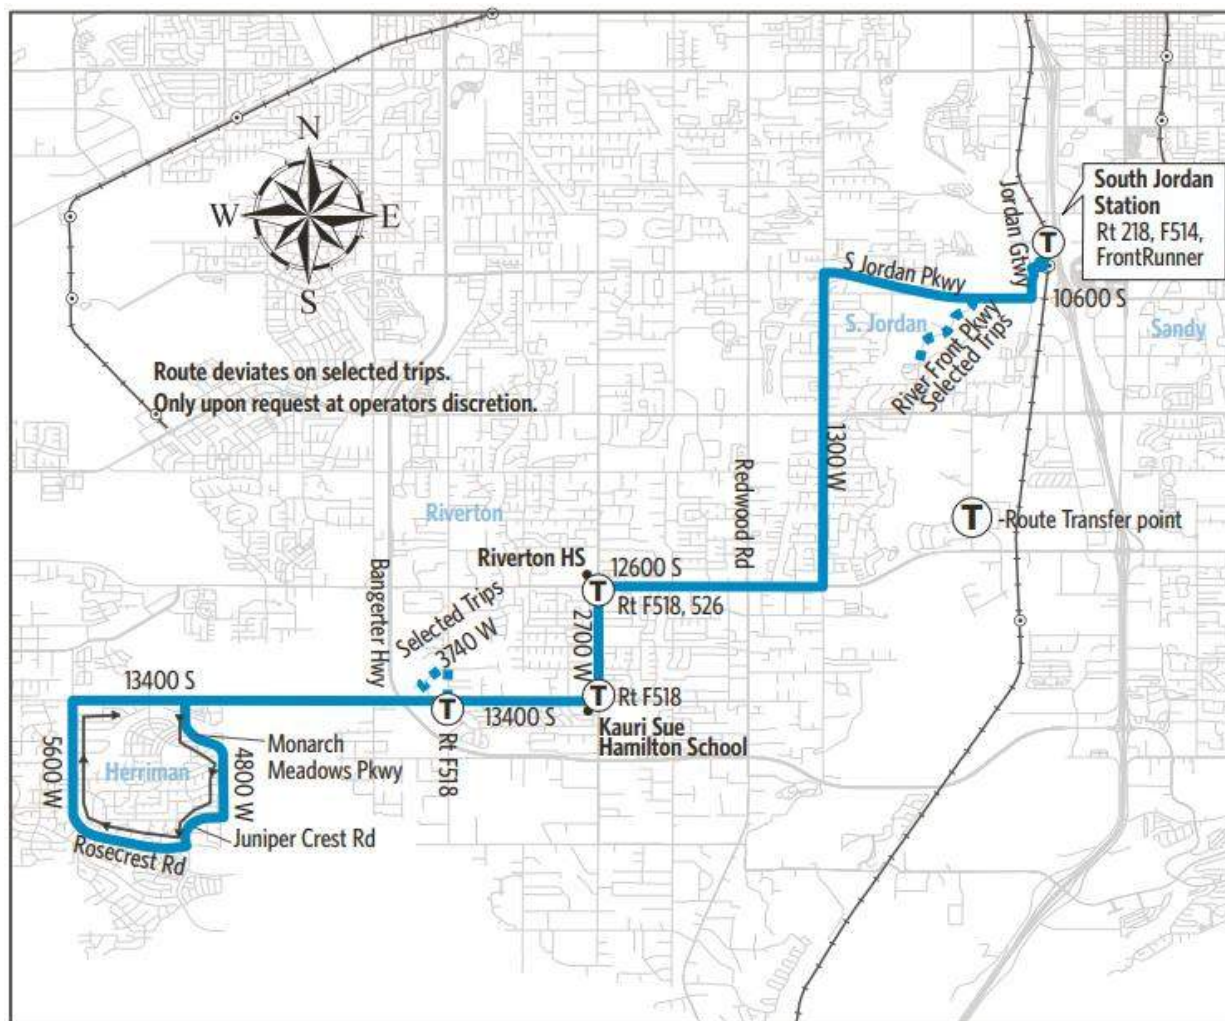 N
W
E
S
South Jordan
Station
Rt 218, F514,
FrontRunner
Jordan Gtwy
S Jordan Pkwy
10600 S
S. Jordan
Sandy
River Front Pkwy
Selected Trips
Route deviates on selected trips.
Only upon request at operators discretion.
1300 W
Redwood Rd
Riverton
T
T -Route Transfer point
Riverton HS
12600 S
T
Rt F518, 526
Bangerter Hwy
Selected Trips
3740 W
2700 W
13400 S
T
Rt F518
T
13400 S
Kauri Sue
Hamilton School
Rt F518
Monarch
Meadows Pkwy
5600 W
Herriman
4800 W
Juniper Crest Rd
Rosecrest Rd